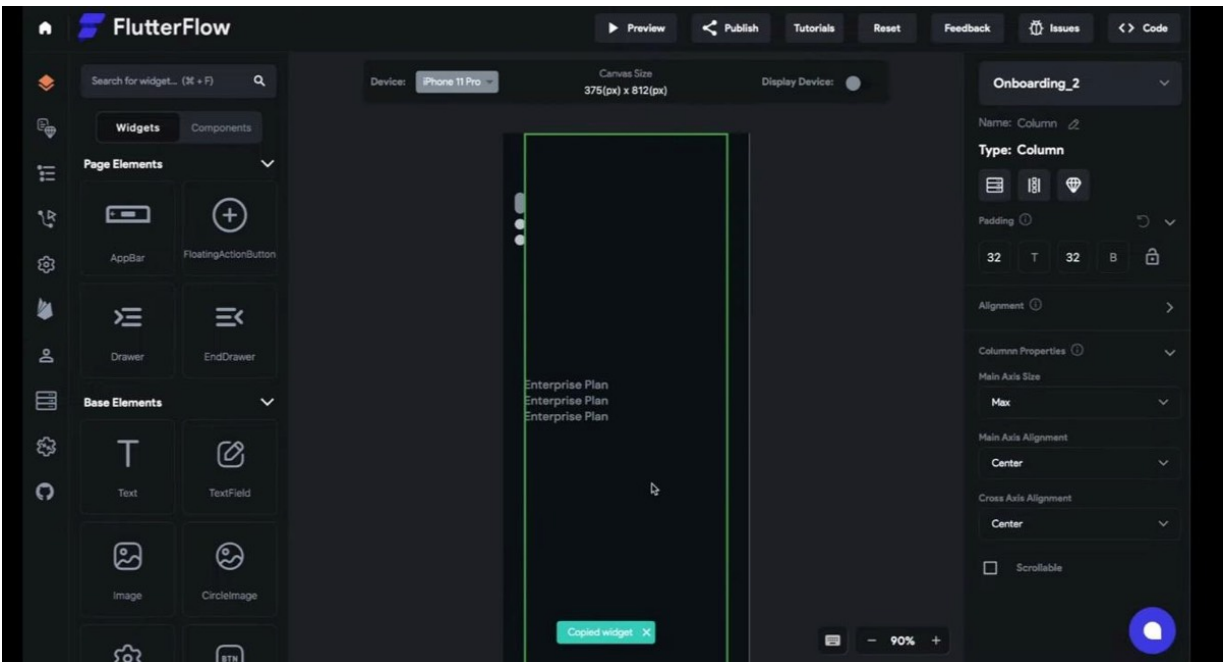 FlutterFlow
Preview
Publish
Tutorials
Reset
Feedback
Issues
<> Code
Search for widget... (⌘ + F)
Device:
iPhone 11 Pro
Canvas Size
375(px) x 812(px)
Display Device:
Onboarding_2
Widgets
Components
Name: Column
Type: Column
Page Elements
AppBar
FloatingActionButton
Padding
32
T
32
B
Drawer
EndDrawer
Alignment
Column Properties
Main Axis Size
Max
Enterprise Plan
Enterprise Plan
Enterprise Plan
Base Elements
Main Axis Alignment
Center
Text
TextField
Cross Axis Alignment
Center
Scrollable
Image
CircleImage
Copied widget X
BTN
− 90% +